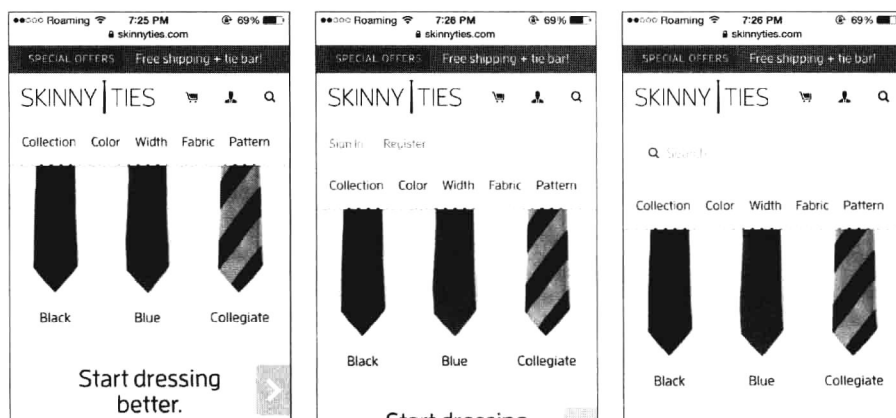 ●●○○○ Roaming 7:25 PM 69%
skinnyties.com
SPECIAL OFFERS Free shipping + tie bar!
SKINNY TIES
Collection Color Width Fabric Pattern
Black Blue Collegiate
Start dressing
better.
●●○○○ Roaming 7:26 PM 69%
skinnyties.com
SPECIAL OFFERS Free shipping + tie bar!
SKINNY TIES
Sign In Register
Collection Color Width Fabric Pattern
Black Blue Collegiate
Start dressing
●●○○○ Roaming 7:26 PM 69%
skinnyties.com
SPECIAL OFFERS Free shipping + tie bar!
SKINNY TIES
Search
Collection Color Width Fabric Pattern
Black Blue Collegiate